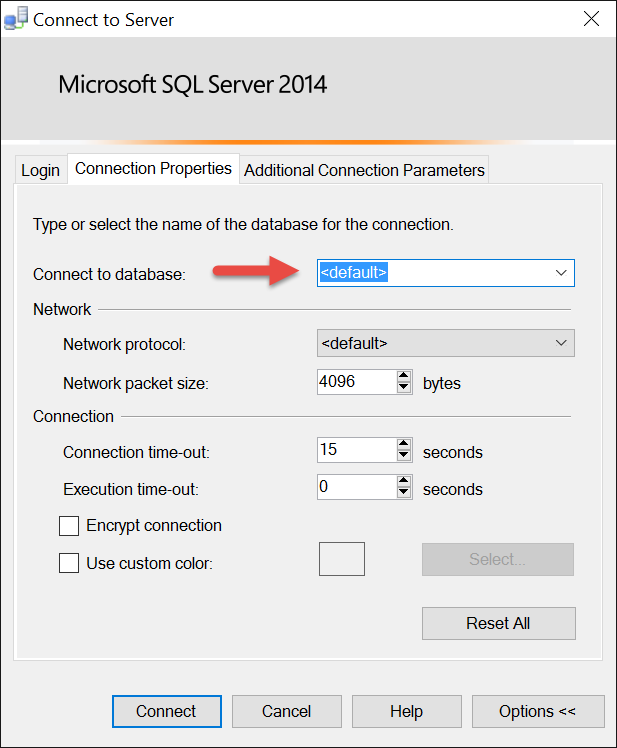 Connect to Server
Microsoft SQL Server 2014
Login Connection Properties Additional Connection Parameters
Type or select the name of the database for the connection.
Connect to database: <default>
Network
Network protocol: <default>
Network packet size: 4096 bytes
Connection
Connection time-out: 15 seconds
Execution time-out: 0 seconds
Encrypt connection
Use custom color: Select...
Reset All
Connect Cancel Help Options <<